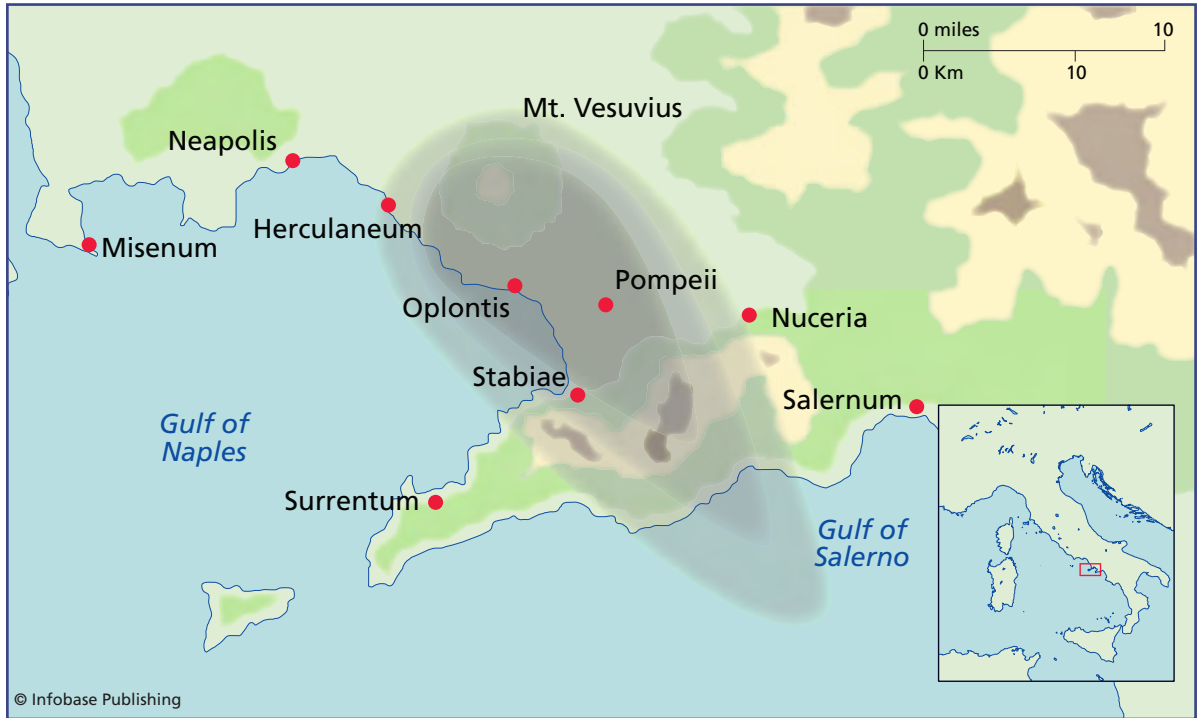 0 miles 10
0 Km 10
Mt. Vesuvius
Neapolis
Herculaneum
Misenum
Pompeii
Oplontis
Nuceria
Stabiae
Salernum
Gulf of
Naples
Surrentum
Gulf of
Salerno
© Infobase Publishing